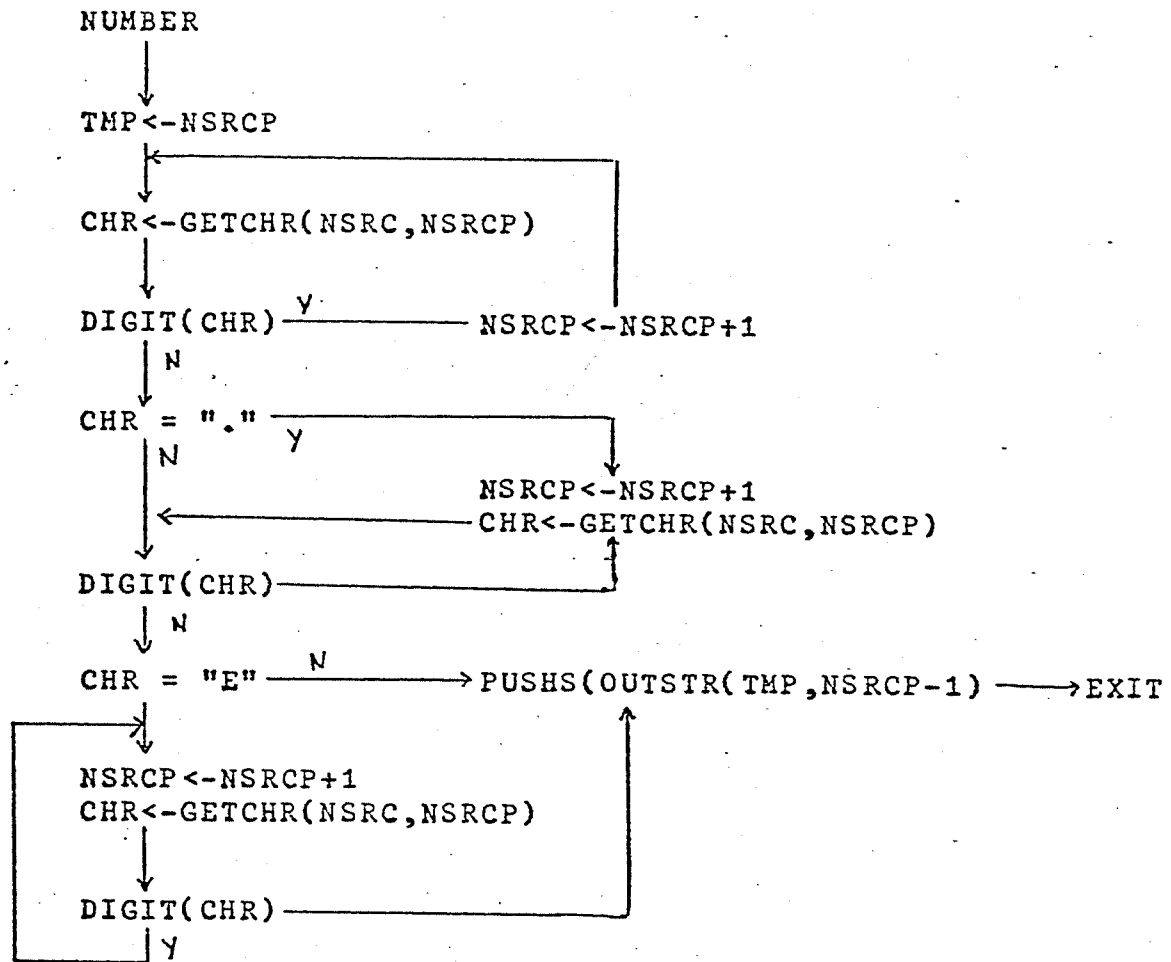 NUMBER
TMP<-NSRCP
CHR<-GETCHR(NSRC,NSRCP)
DIGIT(CHR) Y NSRCP<-NSRCP+1
N
CHR = "." Y
N
NSRCP<-NSRCP+1
CHR<-GETCHR(NSRC,NSRCP)
DIGIT(CHR)
N
CHR = "E" N PUSHS(OUTSTR(TMP,NSRCP-1) EXIT
NSRCP<-NSRCP+1
CHR<-GETCHR(NSRC,NSRCP)
DIGIT(CHR)
Y